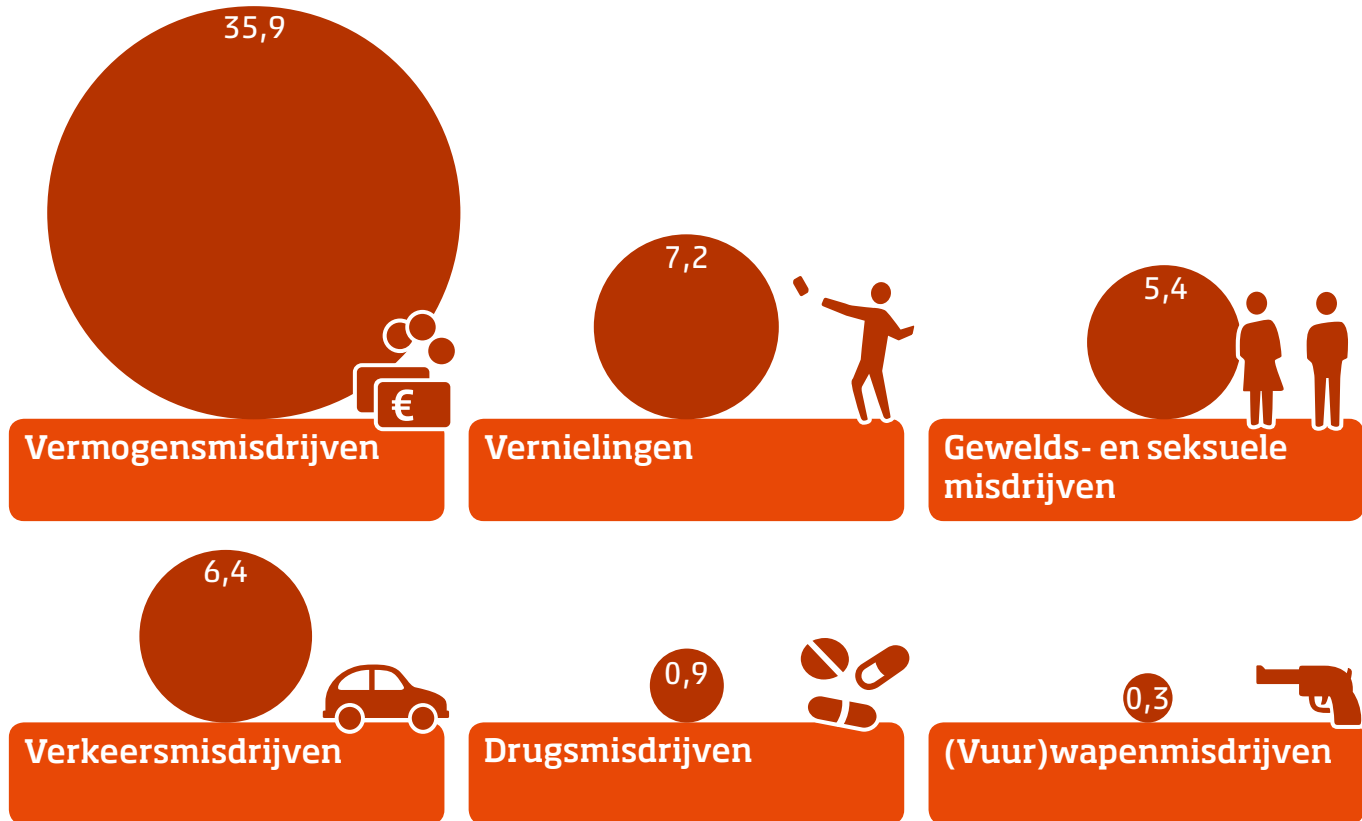 35,9
€
Vermogensmisdrijven
7,2
Vernielingen
5,4
Gewelds- en seksuele
misdrijven
6,4
Verkeersmisdrijven
0,9
Drugsmisdrijven
0,3
(Vuur)wapenmisdrijven